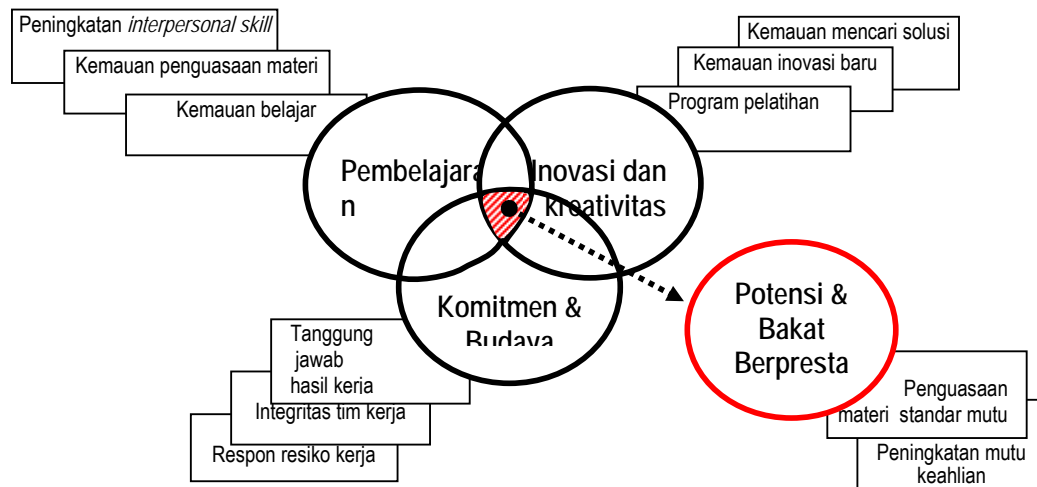 Peningkatan interpersonal skill
Kemauan penguasaan materi
Kemauan belajar
Kemauan mencari solusi
Kemauan inovasi baru
Program pelatihan
Pembelajara
n
Inovasi dan
kreativitas
Komitmen &
Budaya
Potensi &
Bakat
Berpresta
Tanggung
jawab
hasil kerja
Integritas tim kerja
Respon resiko kerja
Penguasaan
materi standar mutu
Peningkatan mutu
keahlian